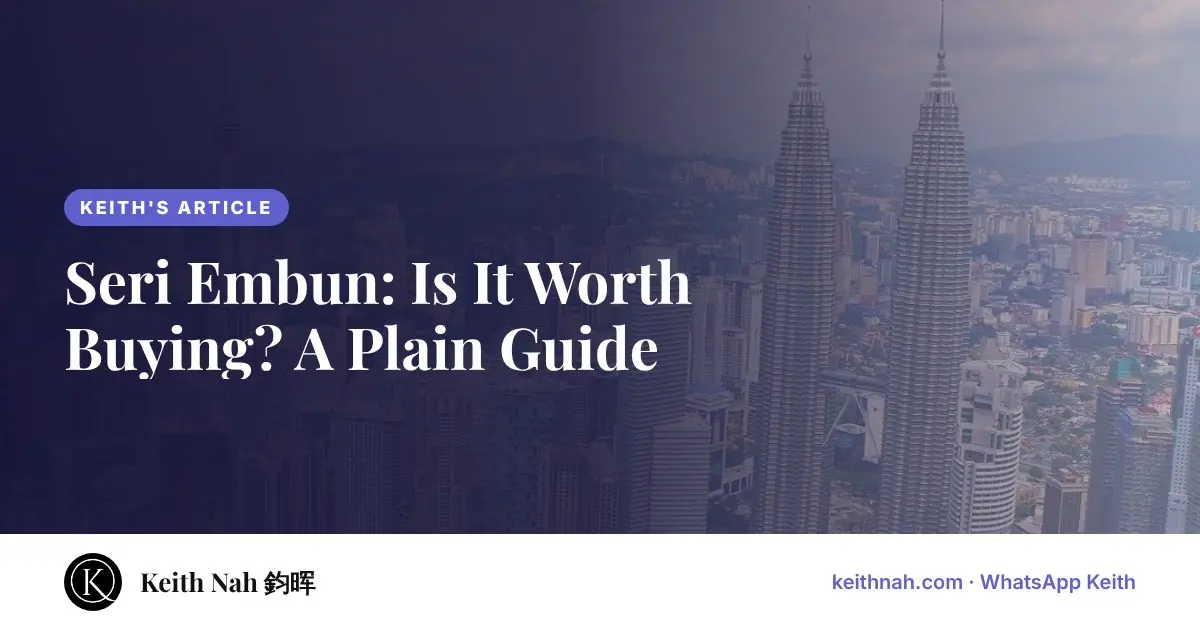 KEITH'S ARTICLE
Seri Embun: Is It Worth
Buying? A Plain Guide
K
Keith Nah 鈞晖
keithnah.com · WhatsApp Keith